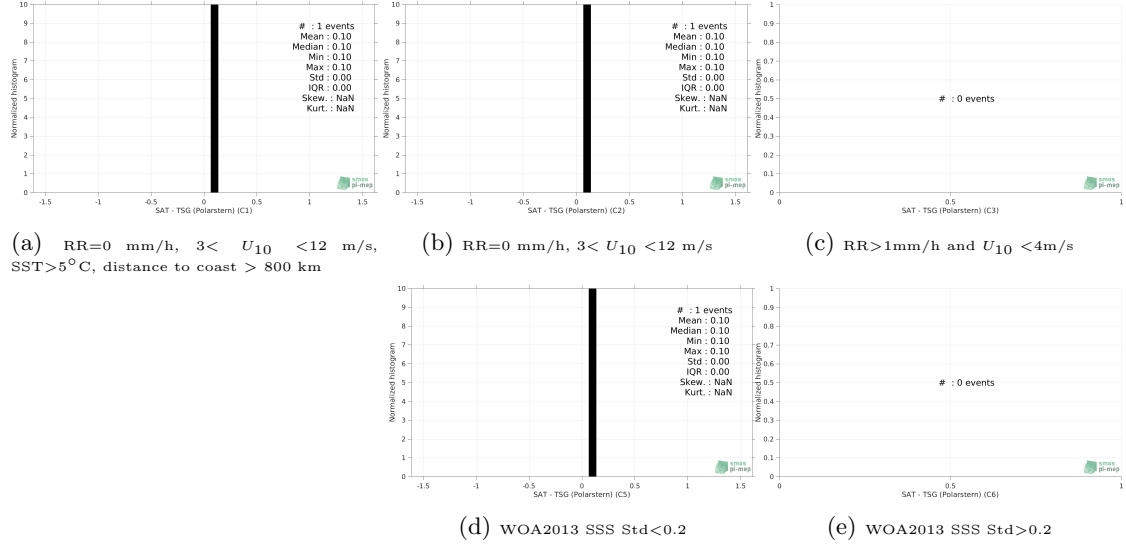 10
9
8
7
6
5
4
3
2
1
0
Normalized histogram
# : 1 events
Mean : 0.10
Median : 0.10
Min : 0.10
Max : 0.10
Std : 0.00
IQR : 0.00
Skew. : NaN
Kurt. : NaN
smos
pi-mep
-1.5 -1 -0.5 0 0.5 1 1.5
SAT - TSG (Polarstern) (C1)
(a) RR=0 mm/h, 3< U10 <12 m/s,
SST>5°C, distance to coast > 800 km
10
9
8
7
6
5
4
3
2
1
0
Normalized histogram
# : 1 events
Mean : 0.10
Median : 0.10
Min : 0.10
Max : 0.10
Std : 0.00
IQR : 0.00
Skew. : NaN
Kurt. : NaN
smos
pi-mep
-1.5 -1 -0.5 0 0.5 1 1.5
SAT - TSG (Polarstern) (C2)
(b) RR=0 mm/h, 3< U10 <12 m/s
1
0.9
0.8
0.7
0.6
0.5
0.4
0.3
0.2
0.1
0
Normalized histogram
# : 0 events
smos
pi-mep
0 0.5 1
SAT - TSG (Polarstern) (C3)
(c) RR>1mm/h and U10 <4m/s
10
9
8
7
6
5
4
3
2
1
0
Normalized histogram
# : 1 events
Mean : 0.10
Median : 0.10
Min : 0.10
Max : 0.10
Std : 0.00
IQR : 0.00
Skew. : NaN
Kurt. : NaN
smos
pi-mep
-1.5 -1 -0.5 0 0.5 1 1.5
SAT - TSG (Polarstern) (C5)
(d) WOA2013 SSS Std<0.2
1
0.9
0.8
0.7
0.6
0.5
0.4
0.3
0.2
0.1
0
Normalized histogram
# : 0 events
smos
pi-mep
0 0.5 1
SAT - TSG (Polarstern) (C6)
(e) WOA2013 SSS Std>0.2